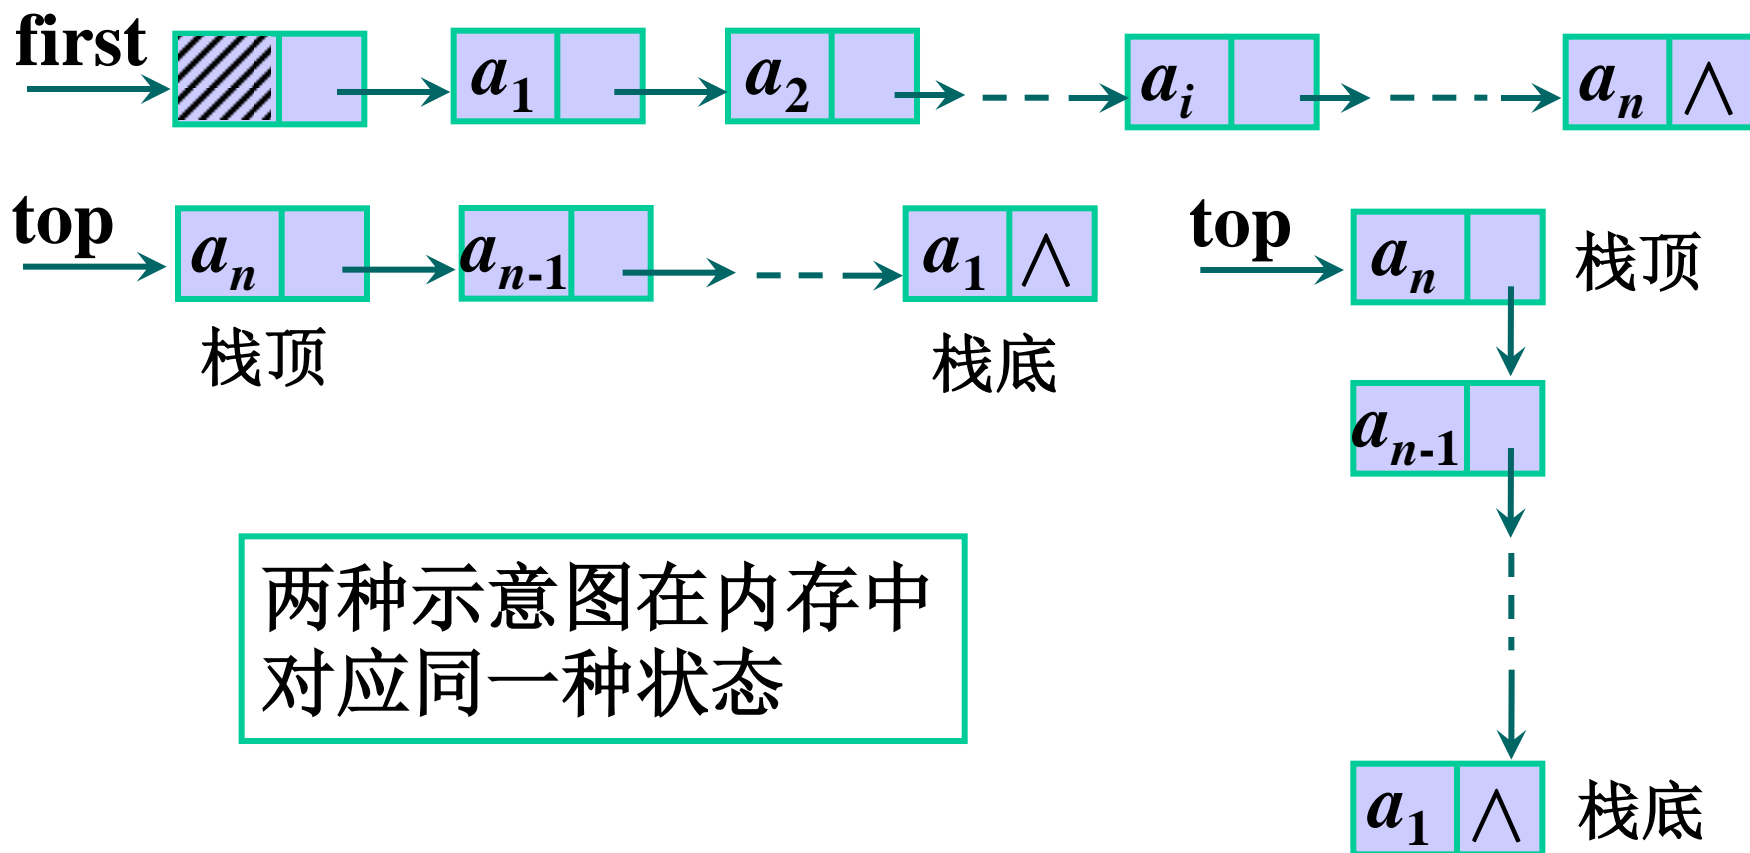 first
a1 a2 ai an ∧
top an an-1 a1 ∧
栈顶 栈底
top an 栈顶
an-1
a1 ∧ 栈底
两种示意图在内存中
对应同一种状态